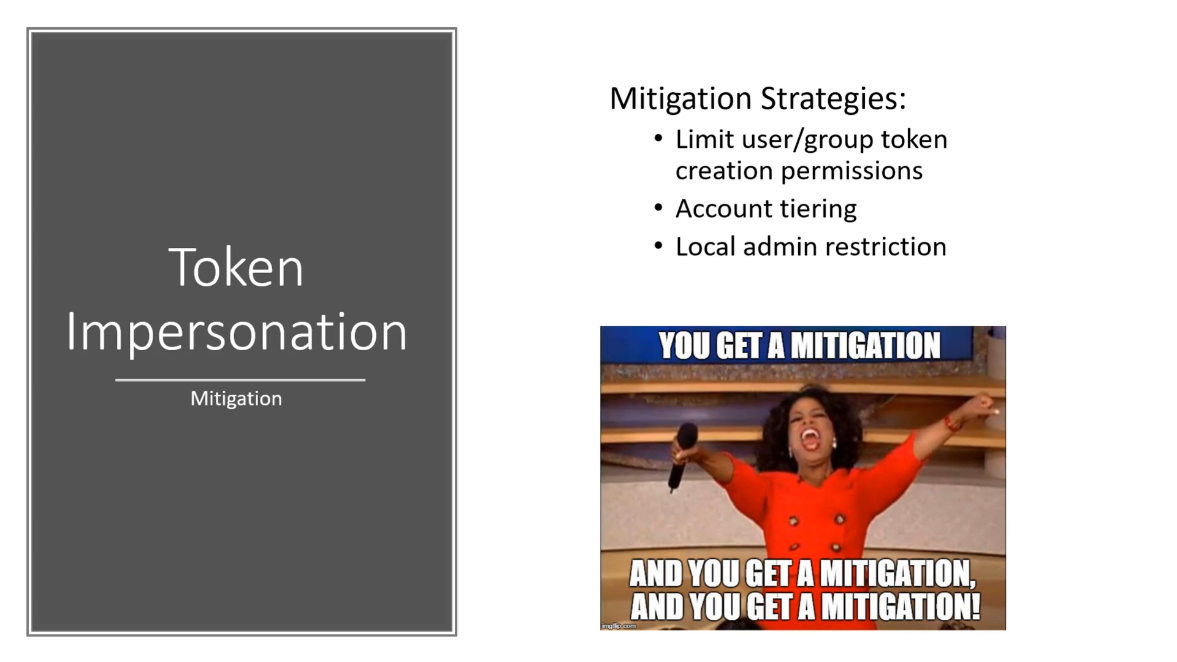 Token
Impersonation
Mitigation
Mitigation Strategies:
• Limit user/group token
creation permissions
• Account tiering
• Local admin restriction
YOU GET A MITIGATION
AND YOU GET A MITIGATION,
AND YOU GET A MITIGATION!
imgflip.com